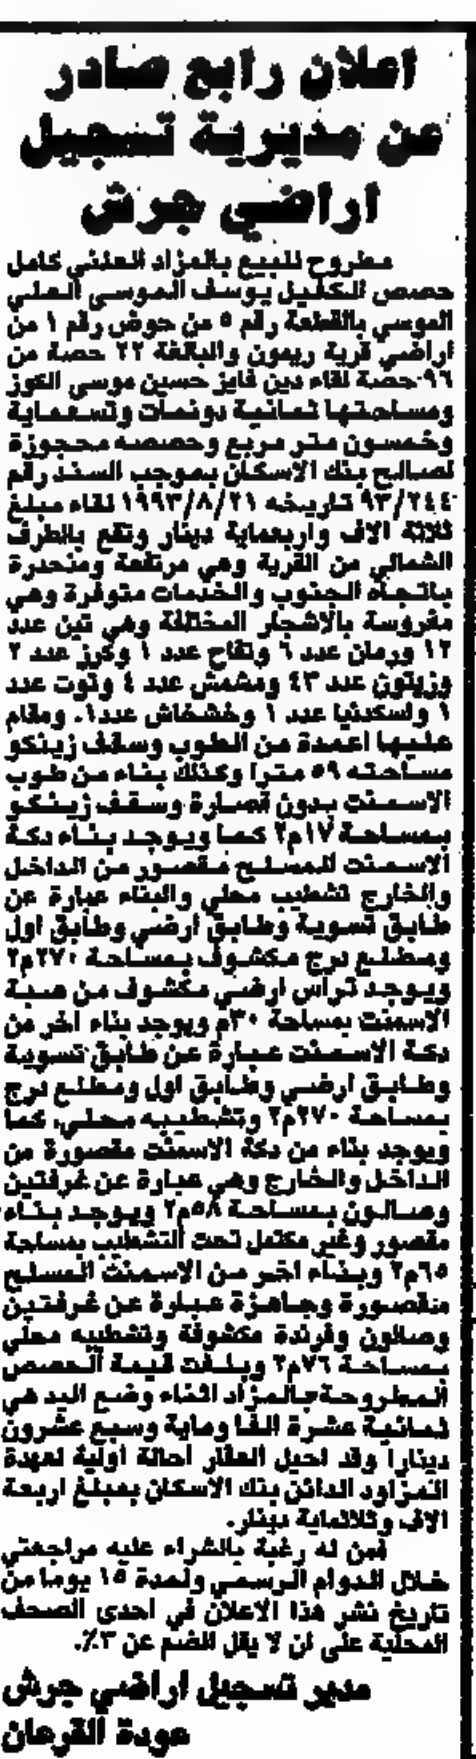 اعلان رابع صادر
عن مديرية تسجيل
اراضي جرش
مطروح للبيع بالمزاد العلني كامل
حصص الكفيل يوسف الموسى العلي
الموسي بالقطعة رقم ٥ من حوض رقم ١ من
اراضي قرية ريمون والبالغة ٢٢ حصة من
٩٦ حصة لقاء دين فايز حسين موسى الكوز
ومساحتها ثمانية دونمات وتسعماية
وخمسون متر مربع وحصصه محجوزة
لصالح بنك الاسكان بموجب السند رقم
٩٣/٢٤٤ تاريخه ١٩٩٣/٨/٢١ لقاء مبلغ
ثلاثة الاف واربعماية دينار وتقع بالطرف
الشمالي من القرية وهي مرتفعة ومنحدرة
باتجاه الجنوب والخدمات متوفرة وهي
مغروسة بالاشجار المختلفة وهي تين عدد
١٢ ورمان عدد ٦ وتفاح عدد ١ وكرز عدد ٢
وزيتون عدد ٤٣ ومشمش عدد ٤ وتوت عدد
١ واسكدنيا عدد ١ وخشخاش عدد١. ومقام
عليها اعمدة من الطوب وسقف زينكو
مساحته ٥٩ مترا وكذلك بناء من طوب
الاسمنت بدون قصارة وسقف زينكو
بمساحة ١٧م٢ كما ويوجد بناء دكة
الاسمنت المسلح مقصور من الداخل
والخارج تشطيب محلي والبناء عبارة عن
طابق تسوية وطابق ارضي وطابق اول
ومطلع درج مكشوف بمساحة ٢٧٠م٢
ويوجد تراس ارضي مكشوف من صبة
الاسمنت بمساحة ٣٠م ويوجد بناء اخر من
دكة الاسمنت عبارة عن طابق تسوية
وطابق ارضي وطابق اول ومطلع درج
بمساحة ٢٧٠م٢ وتشطيبه محلي، كما
ويوجد بناء من دكة الاسمنت مقصورة من
الداخل والخارج وهي عبارة عن غرفتين
وصالون بمساحة ٥٨م٢ ويوجد بناء
مقصور وغير مكتمل تحت التشطيب بمساحة
٦٥م٢ وبناء اخر من الاسمنت المسلح
مقصورة وجاهزة عبارة عن غرفتين
وصالون وفرندة مكشوفة وتشطيبه محلي
بمساحة ٧٦م٢ وبلغت قيمة الحصص
المطروحة بالمزاد اثناء وضع اليد هي
ثمانية عشرة الفا وماية وسبع عشرون
دينارا وقد احيل العقار احالة اولية لعهدة
المزاود الدائن بنك الاسكان بمبلغ اربعة
الاف وثلاثماية دينار.
فمن له رغبة بالشراء عليه مراجعتي
خلال الدوام الرسمي ولمدة ١٥ يوما من
تاريخ نشر هذا الاعلان في احدى الصحف
المحلية على ان لا يقل الضم عن ٣٪.
مدير تسجيل اراضي جرش
عودة القرعان